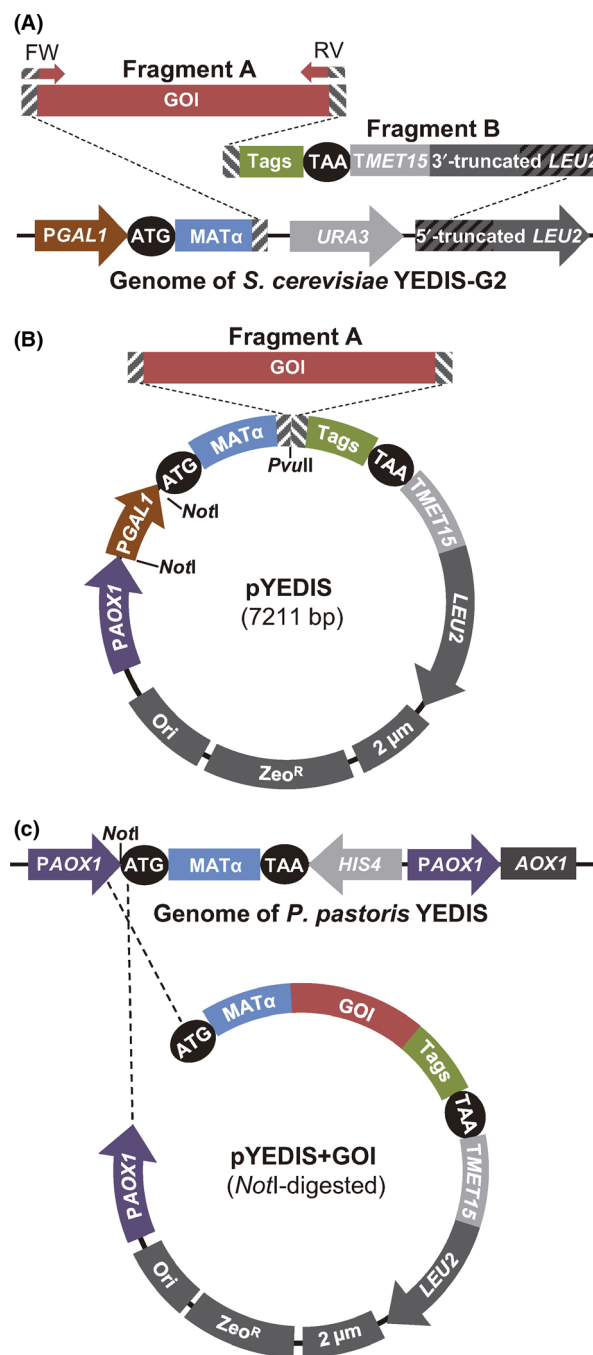 (A)
FW
Fragment A
RV
GOI
Fragment B
Tags
TAA
TMET15
3′-truncated LEU2
PGAL1
ATG
MATα
URA3
5′-truncated LEU2
Genome of S. cerevisiae YEDIS-G2
(B)
Fragment A
GOI
MATα
PvuII
Tags
ATG
TAA
NotI
PGAL1
TMET15
NotI
pYEDIS
(7211 bp)
PAOX1
LEU2
Ori
ZeoR
2 μm
(c)
NotI
PAOX1
ATG
MATα
TAA
HIS4
PAOX1
AOX1
Genome of P. pastoris YEDIS
MATα
GOI
ATG
Tags
TAA
pYEDIS+GOI
(NotI-digested)
PAOX1
TMET15
Ori
LEU2
ZeoR
2 μm